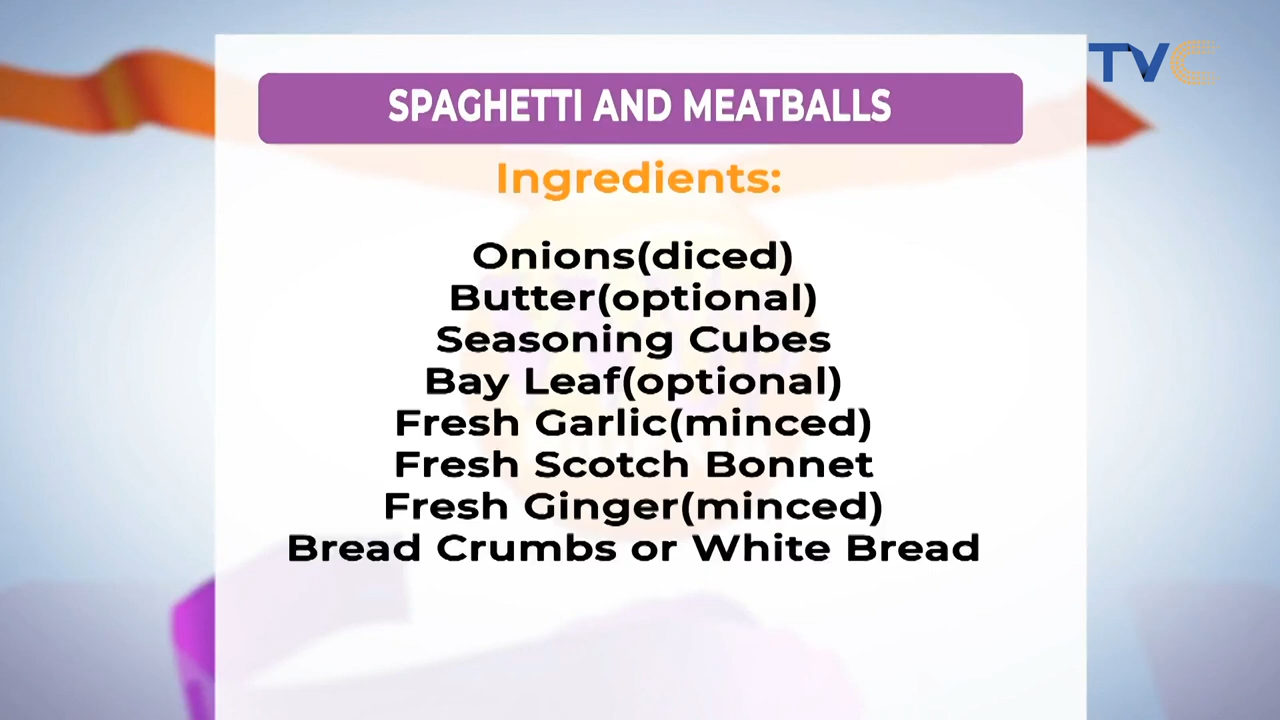 TVC
SPAGHETTI AND MEATBALLS
Ingredients:
Onions(diced)
Butter(optional)
Seasoning Cubes
Bay Leaf(optional)
Fresh Garlic(minced)
Fresh Scotch Bonnet
Fresh Ginger(minced)
Bread Crumbs or White Bread